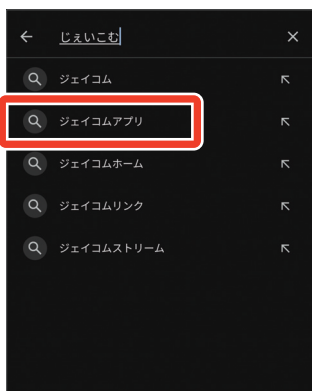 じぇいこむ
ジェイコム
ジェイコムアプリ
ジェイコムホーム
ジェイコムリンク
ジェイコムストリーム